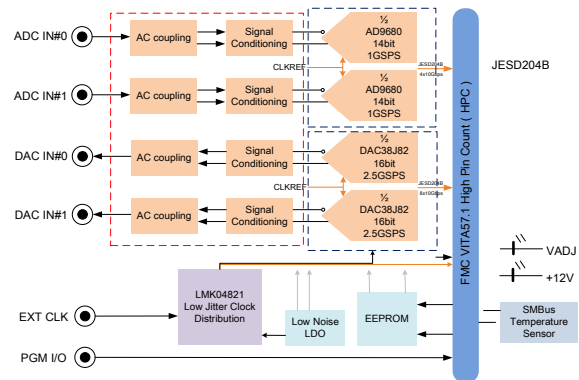 ADC IN#0
AC coupling
Signal
Conditioning
½
AD9680
14bit
1GSPS
CLKREF
JESD204B
4x10Gbps
ADC IN#1
AC coupling
Signal
Conditioning
½
AD9680
14bit
1GSPS
JESD204B
DAC IN#0
AC coupling
Signal
Conditioning
½
DAC38J82
16bit
2.5GSPS
CLKREF
JESD204B
8x10Gbps
DAC IN#1
AC coupling
Signal
Conditioning
½
DAC38J82
16bit
2.5GSPS
FMC VITA57.1 High Pin Count ( HPC )
VADJ
+12V
LMK04821
Low Jitter Clock
Distribution
Low Noise
LDO
EEPROM
SMBus
Temperature
Sensor
EXT CLK
PGM I/O